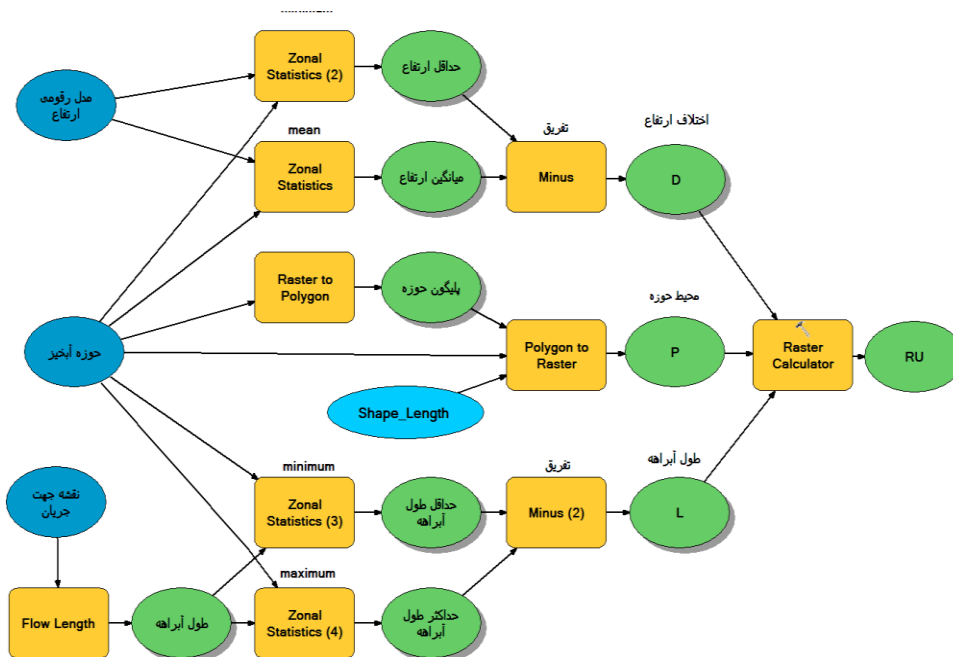 Zonal
Statistics (2)
حداقل ارتفاع
مدل رقومی
ارتفاع
اختلاف ارتفاع
mean
تفریق
Zonal
Statistics
میانگین ارتفاع
Minus
D
Raster to
Polygon
پلیگون حوزه
محیط حوزه
حوزه آبخیز
Polygon to
Raster
P
Raster
Calculator
RU
Shape_Length
طول آبراهه
minimum
تفریق
نقشه جهت
جریان
Zonal
Statistics (3)
حداقل طول
آبراهه
Minus (2)
L
maximum
Flow Length
طول آبراهه
Zonal
Statistics (4)
حداکثر طول
آبراهه